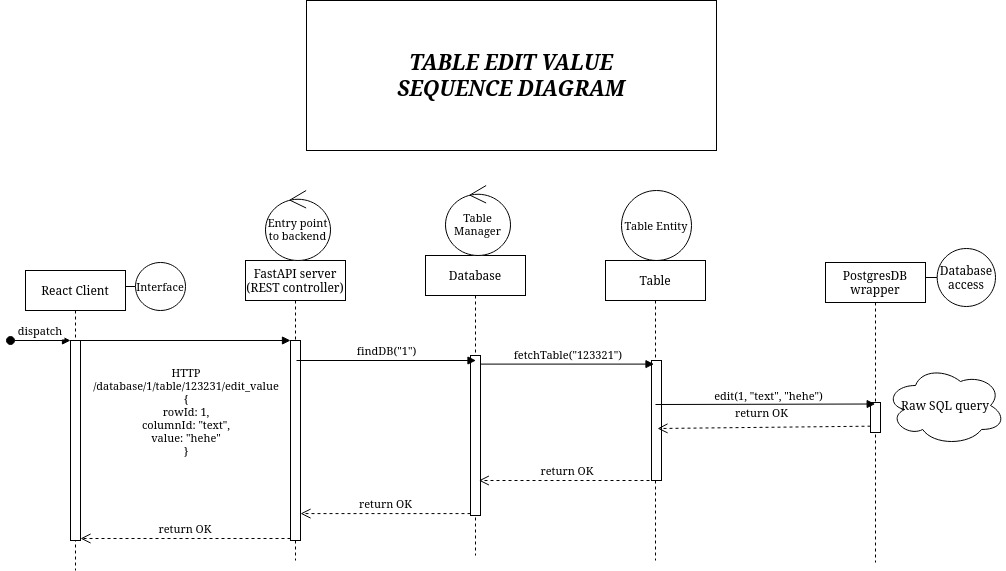 TABLE EDIT VALUE
SEQUENCE DIAGRAM
Entry point
to backend
Table
Manager
Table Entity
React Client
Interface
FastAPI server
(REST controller)
Database
Table
PostgresDB
wrapper
Database
access
dispatch
findDB("1")
fetchTable("123321")
HTTP
/database/1/table/123231/edit_value
{
rowId: 1,
columnId: "text",
value: "hehe"
}
edit(1, "text", "hehe")
return OK
Raw SQL query
return OK
return OK
return OK